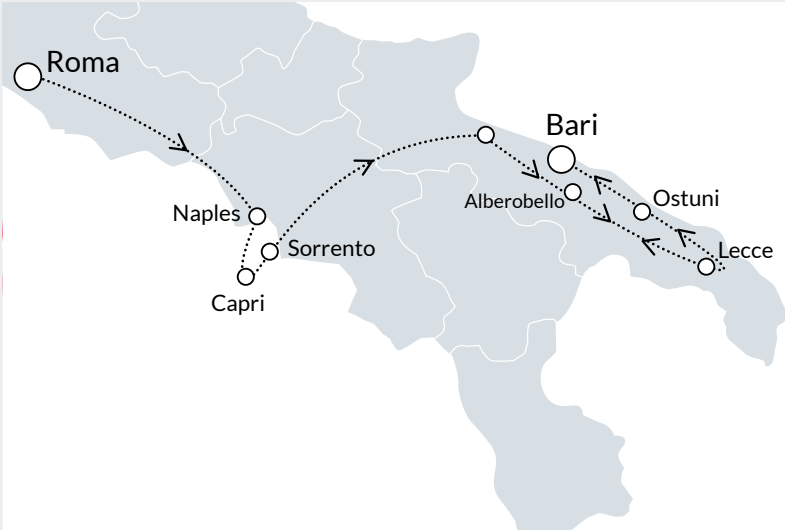 Roma
Bari
Alberobello
Ostuni
Naples
Sorrento
Lecce
Capri